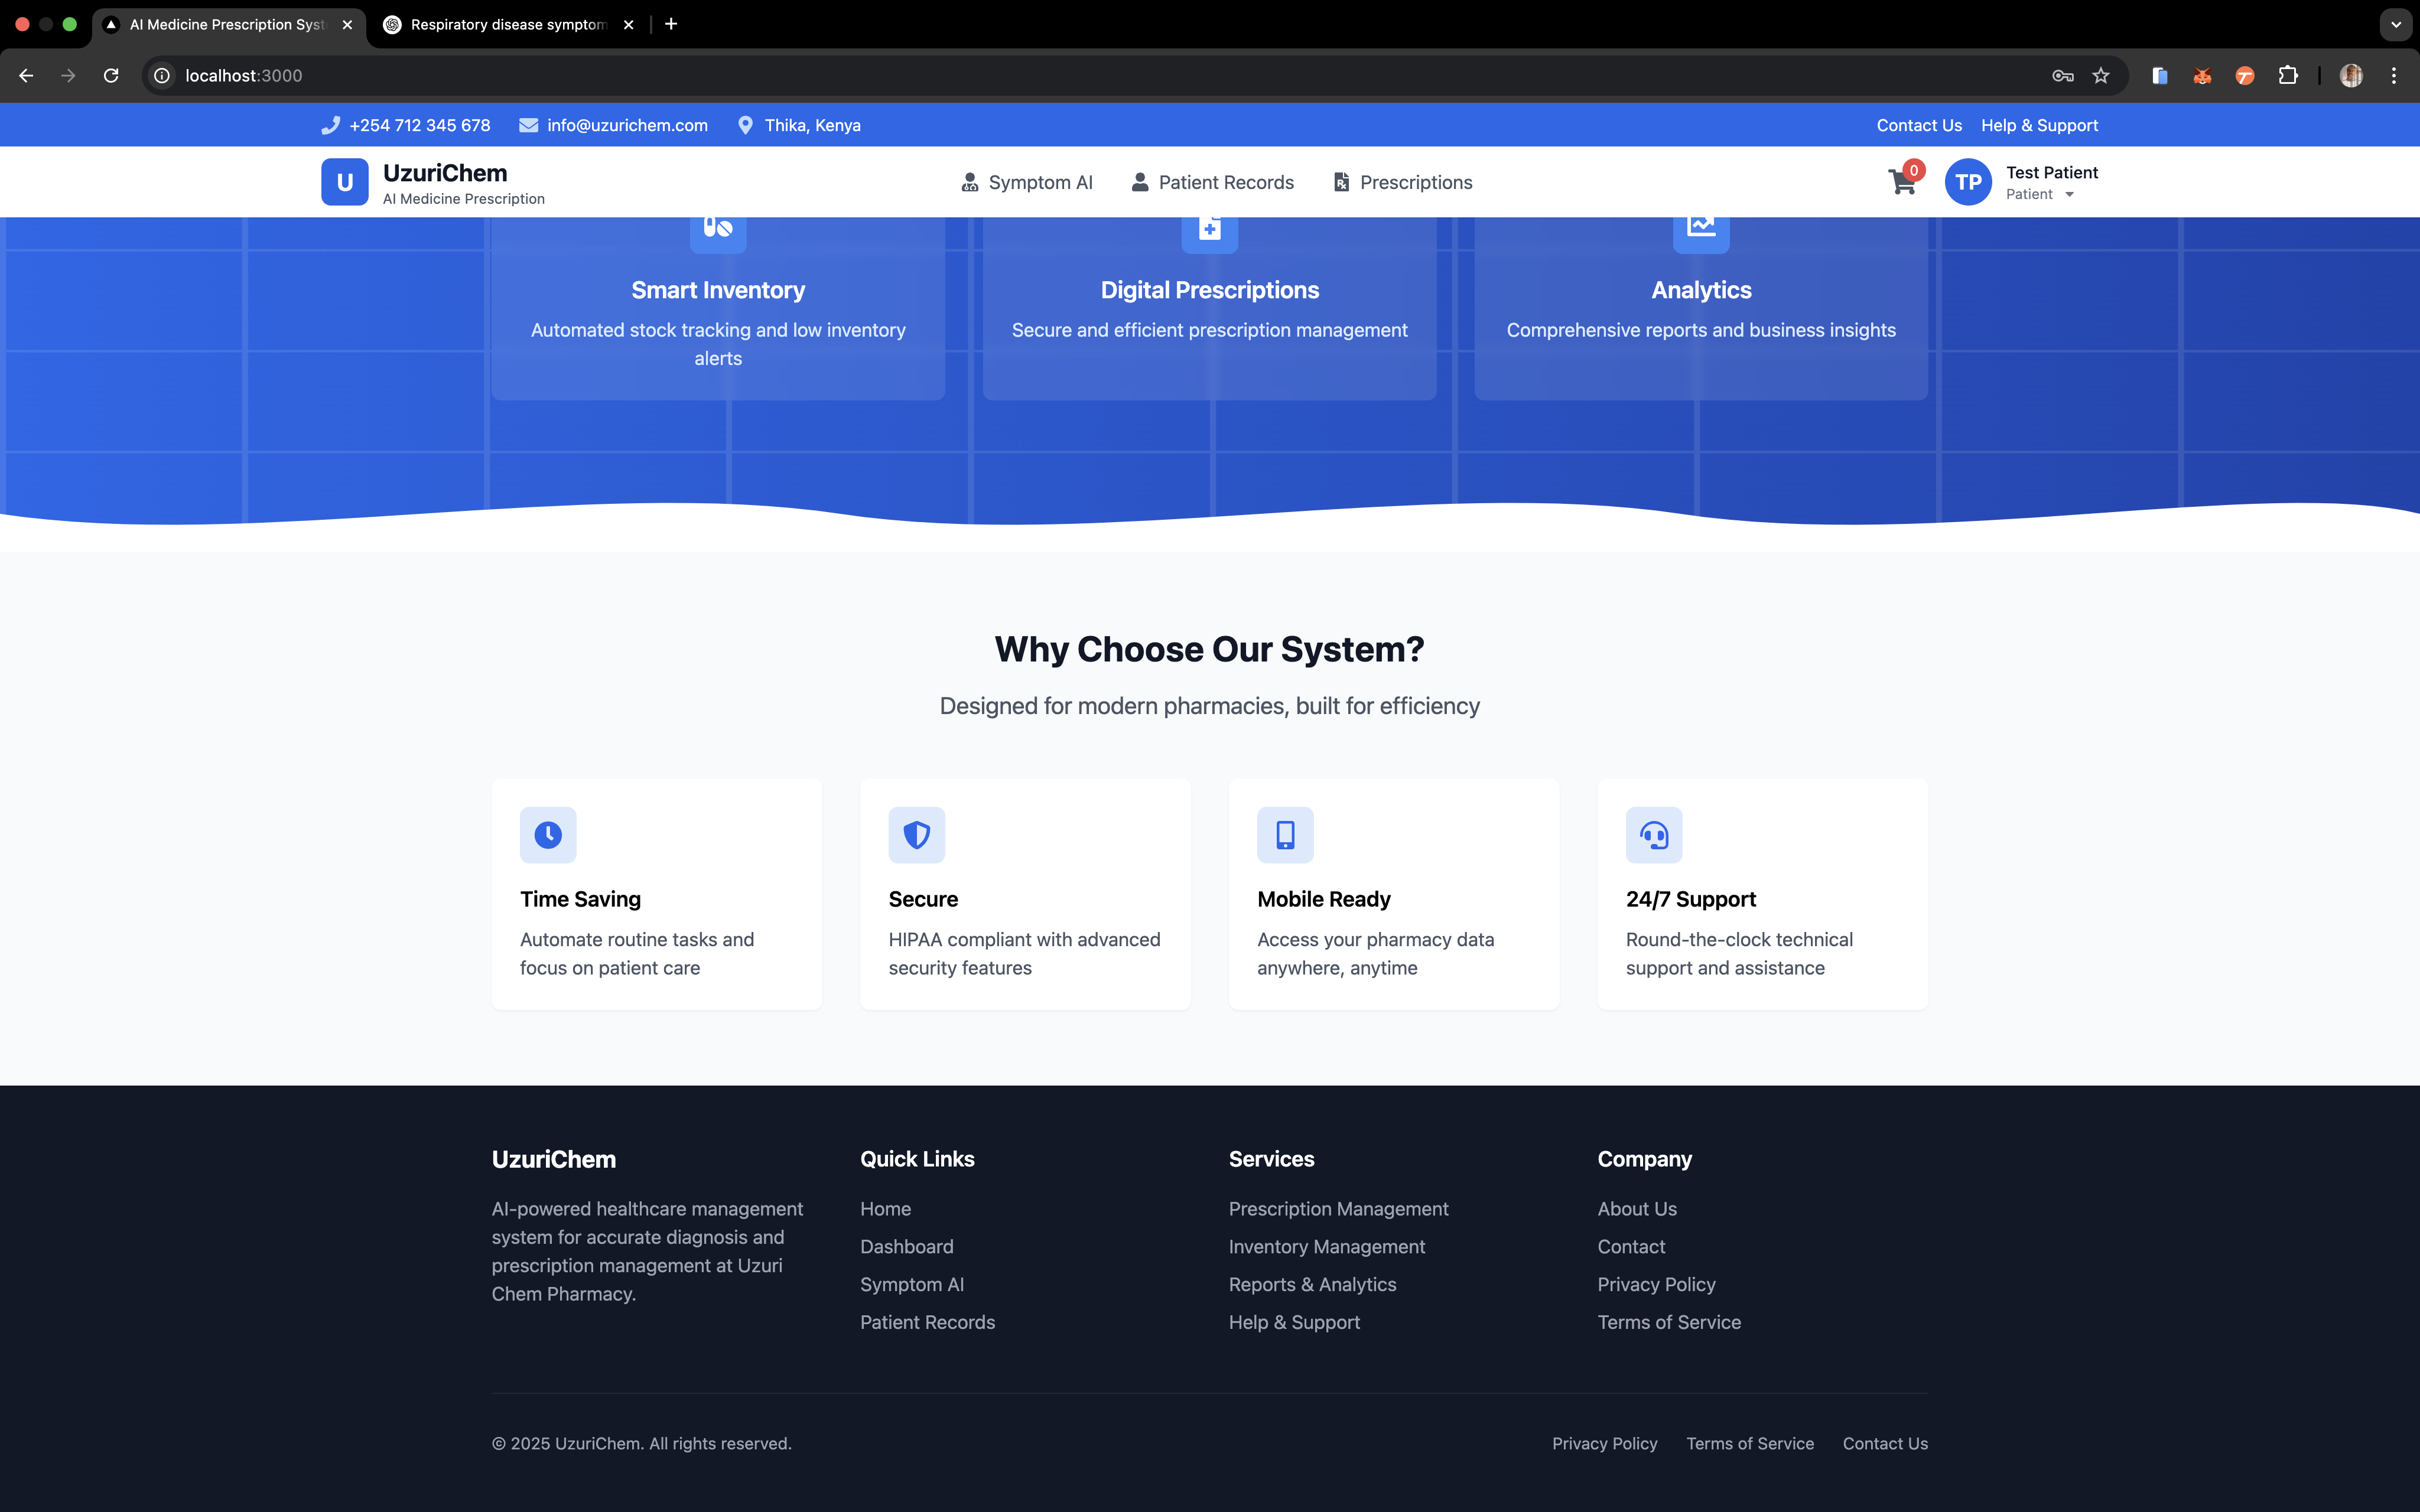 AI Medicine Prescription Syst
Respiratory disease symptom
localhost:3000
+254 712 345 678
info@uzurichem.com
Thika, Kenya
Contact Us
Help & Support
U
UzuriChem
AI Medicine Prescription
Symptom AI
Patient Records
Prescriptions
0
TP
Test Patient
Patient
Smart Inventory
Automated stock tracking and low inventory
alerts
Digital Prescriptions
Secure and efficient prescription management
Analytics
Comprehensive reports and business insights
Why Choose Our System?
Designed for modern pharmacies, built for efficiency
Time Saving
Automate routine tasks and
focus on patient care
Secure
HIPAA compliant with advanced
security features
Mobile Ready
Access your pharmacy data
anywhere, anytime
24/7 Support
Round-the-clock technical
support and assistance
UzuriChem
AI-powered healthcare management
system for accurate diagnosis and
prescription management at Uzuri
Chem Pharmacy.
Quick Links
Home
Dashboard
Symptom AI
Patient Records
Services
Prescription Management
Inventory Management
Reports & Analytics
Help & Support
Company
About Us
Contact
Privacy Policy
Terms of Service
© 2025 UzuriChem. All rights reserved.
Privacy Policy
Terms of Service
Contact Us